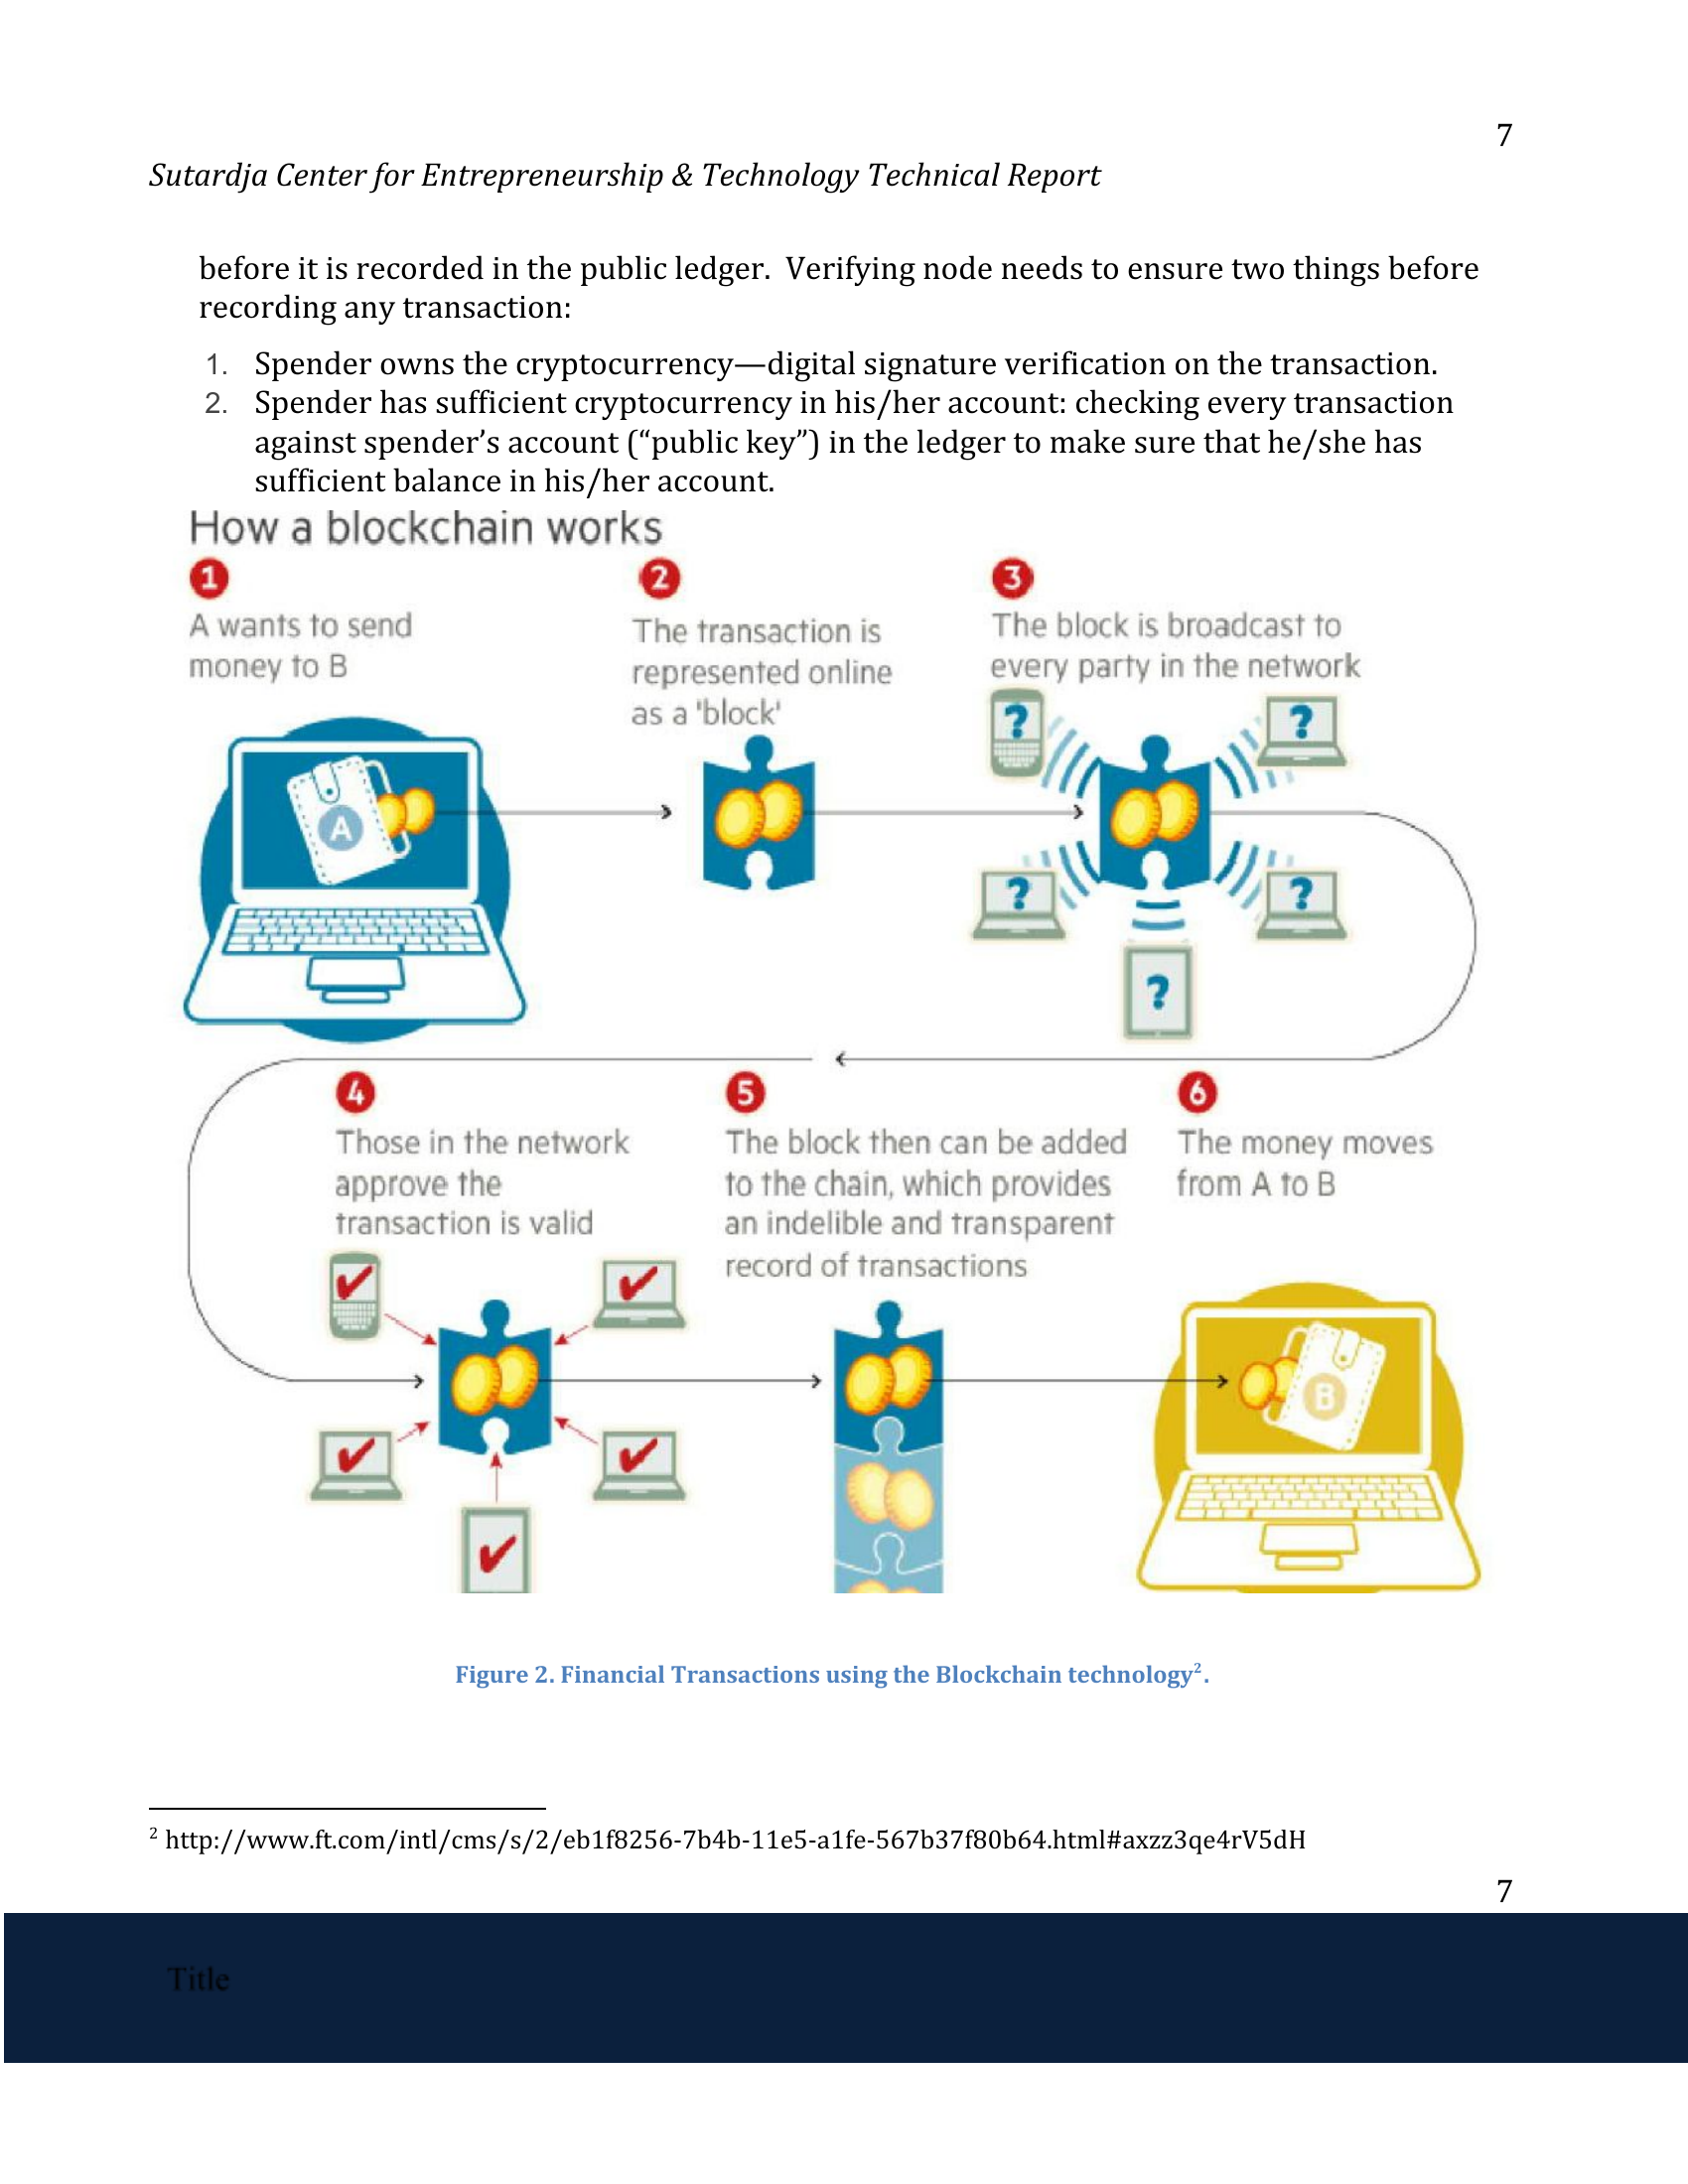 7
Sutardja Center for Entrepreneurship & Technology Technical Report
before it is recorded in the public ledger.  Verifying node needs to ensure two things before
recording any transaction:
1. Spender owns the cryptocurrency—digital signature verification on the transaction.
2. Spender has sufficient cryptocurrency in his/her account: checking every transaction
against spender’s account (“public key”) in the ledger to make sure that he/she has
sufficient balance in his/her account.
How a blockchain works
1
A wants to send
money to B
2
The transaction is
represented online
as a 'block'
3
The block is broadcast to
every party in the network
?
?
A
?
?
?
4
Those in the network
approve the
transaction is valid
5
The block then can be added
to the chain, which provides
an indelible and transparent
record of transactions
6
The money moves
from A to B
B
Figure 2. Financial Transactions using the Blockchain technology².
² http://www.ft.com/intl/cms/s/2/eb1f8256-7b4b-11e5-a1fe-567b37f80b64.html#axzz3qe4rV5dH
7
Title